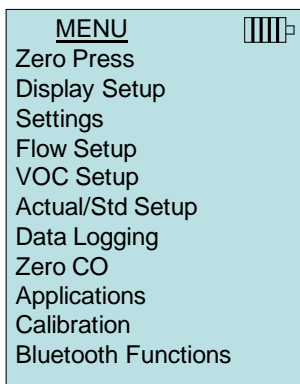 MENU
Zero Press
Display Setup
Settings
Flow Setup
VOC Setup
Actual/Std Setup
Data Logging
Zero CO
Applications
Calibration
Bluetooth Functions